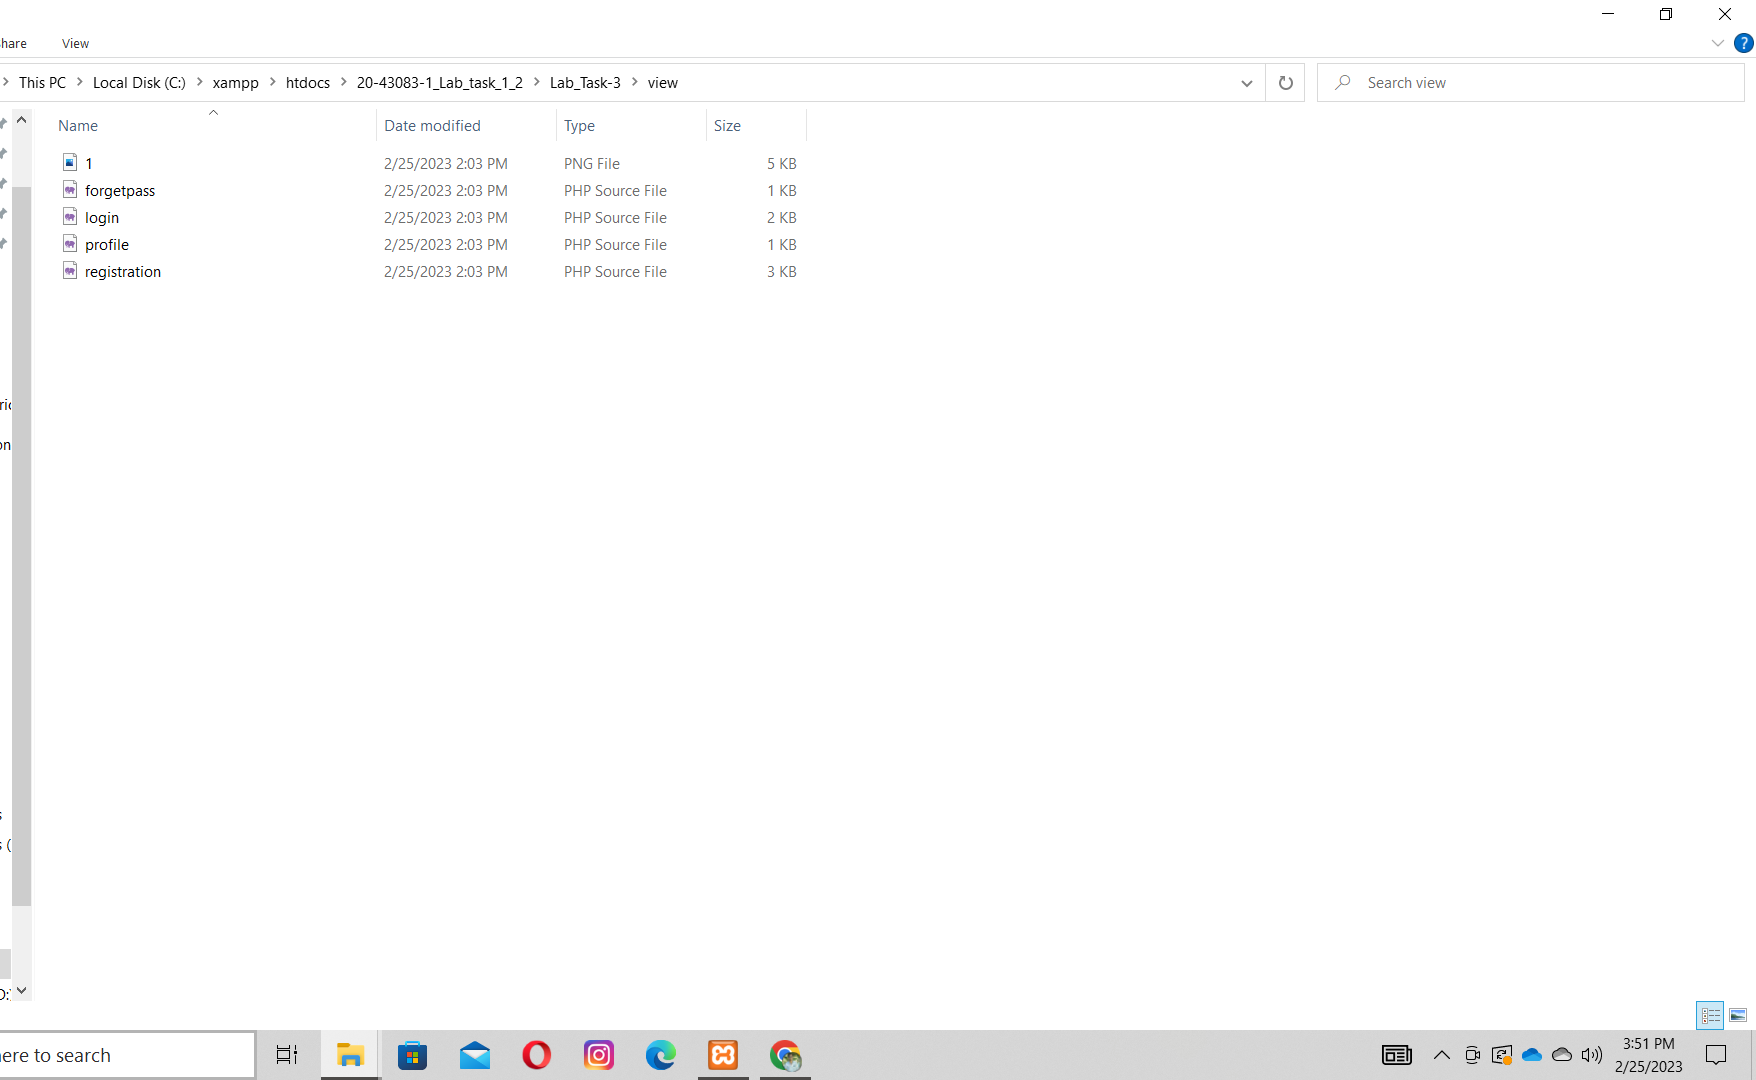 hare View
?
This PC Local Disk (C:) xampp htdocs 20-43083-1_Lab_task_1_2 Lab_Task-3 view Search view
Name Date modified Type Size
1 2/25/2023 2:03 PM PNG File 5 KB
forgetpass 2/25/2023 2:03 PM PHP Source File 1 KB
login 2/25/2023 2:03 PM PHP Source File 2 KB
profile 2/25/2023 2:03 PM PHP Source File 1 KB
registration 2/25/2023 2:03 PM PHP Source File 3 KB
on
s
s (
D:
ere to search
3:51 PM
2/25/2023